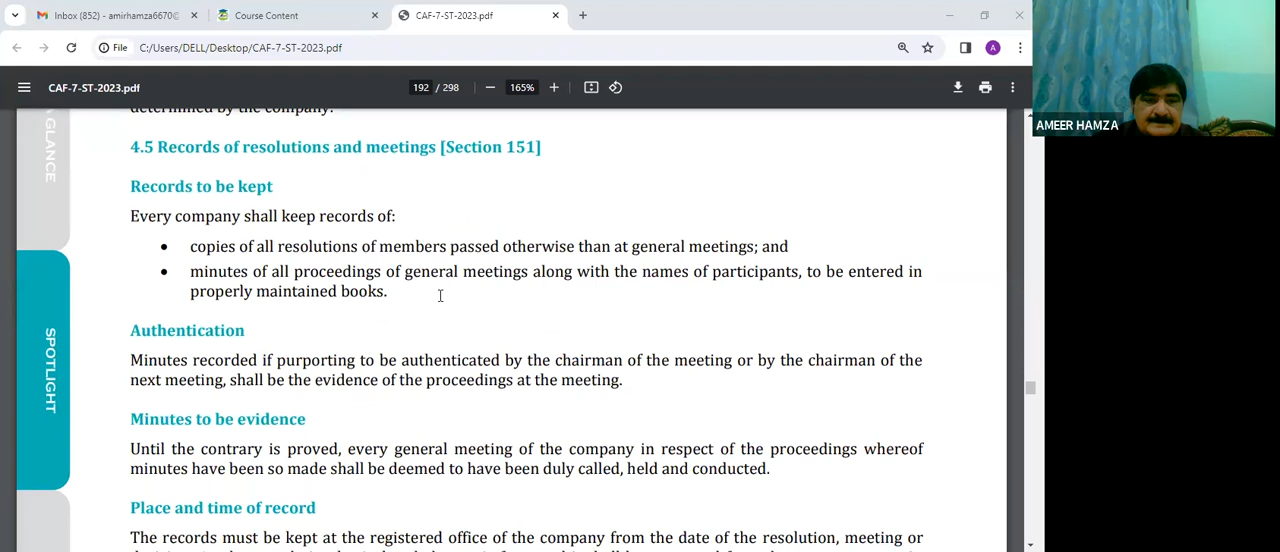 Inbox (852) - amirhamza6670@
Course Content
CAF-7-ST-2023.pdf
File
C:/Users/DELL/Desktop/CAF-7-ST-2023.pdf
A
CAF-7-ST-2023.pdf
192 / 298
165%
AMEER HAMZA
determined by the company.
A GLANCE
4.5 Records of resolutions and meetings [Section 151]
Records to be kept
Every company shall keep records of:
• copies of all resolutions of members passed otherwise than at general meetings; and
• minutes of all proceedings of general meetings along with the names of participants, to be entered in
properly maintained books.
SPOTLIGHT
Authentication
Minutes recorded if purporting to be authenticated by the chairman of the meeting or by the chairman of the
next meeting, shall be the evidence of the proceedings at the meeting.
Minutes to be evidence
Until the contrary is proved, every general meeting of the company in respect of the proceedings whereof
minutes have been so made shall be deemed to have been duly called, held and conducted.
Place and time of record
The records must be kept at the registered office of the company from the date of the resolution, meeting or